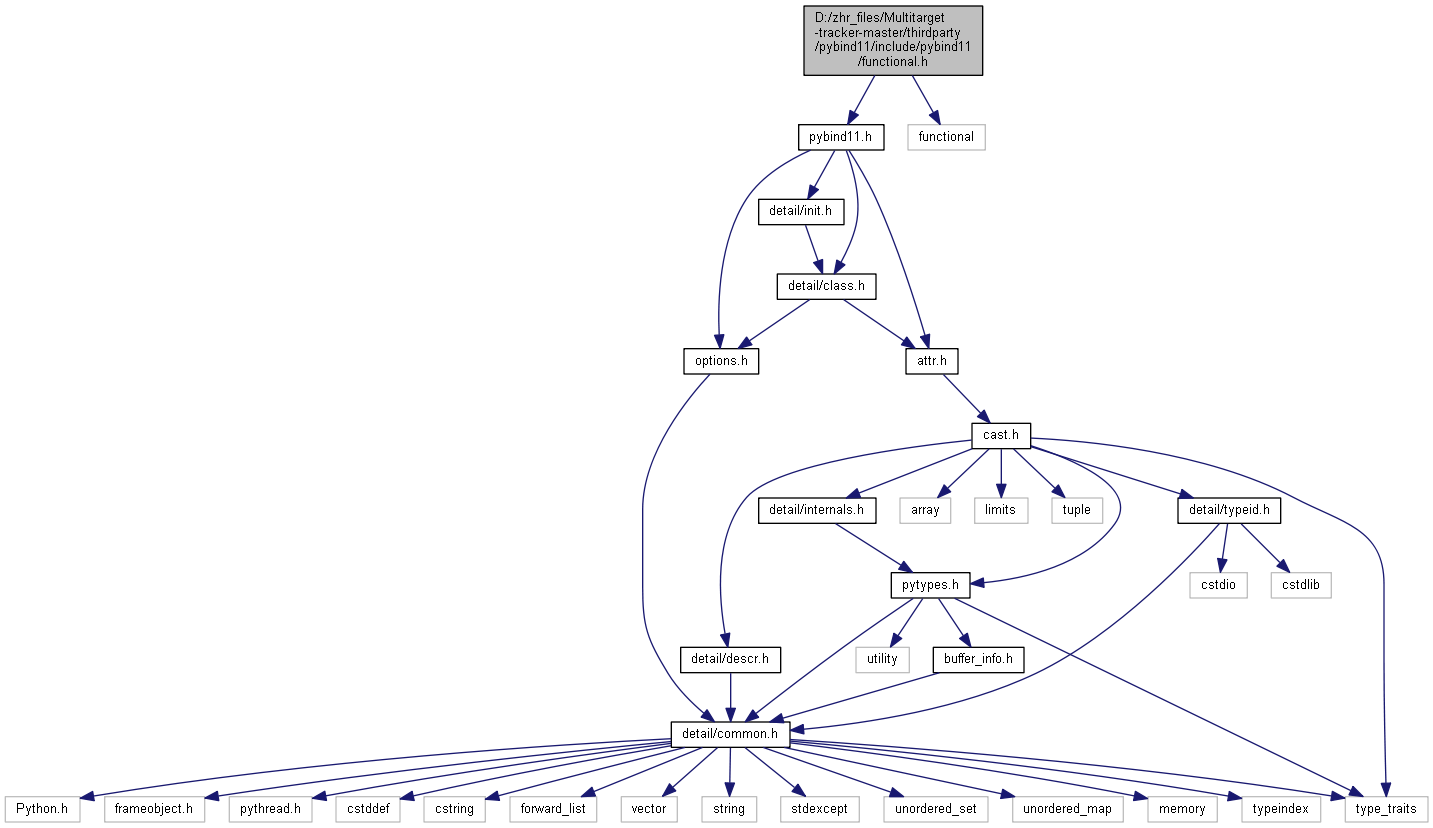 D:/zhr_files/Multitarget
-tracker-master/thirdparty
/pybind11/include/pybind11
/functional.h
pybind11.h
functional
detail/init.h
detail/class.h
options.h
attr.h
cast.h
detail/internals.h
array
limits
tuple
detail/typeid.h
pytypes.h
cstdio
cstdlib
detail/descr.h
utility
buffer_info.h
detail/common.h
Python.h
frameobject.h
pythread.h
cstddef
cstring
forward_list
vector
string
stdexcept
unordered_set
unordered_map
memory
typeindex
type_traits